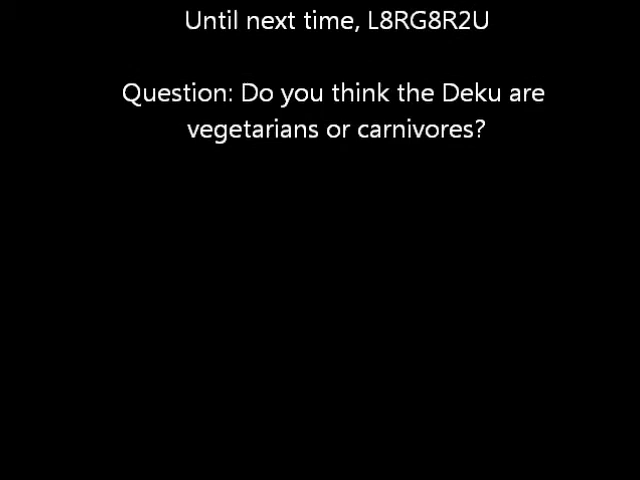 Until next time, L8RG8R2U
Question: Do you think the Deku are
vegetarians or carnivores?